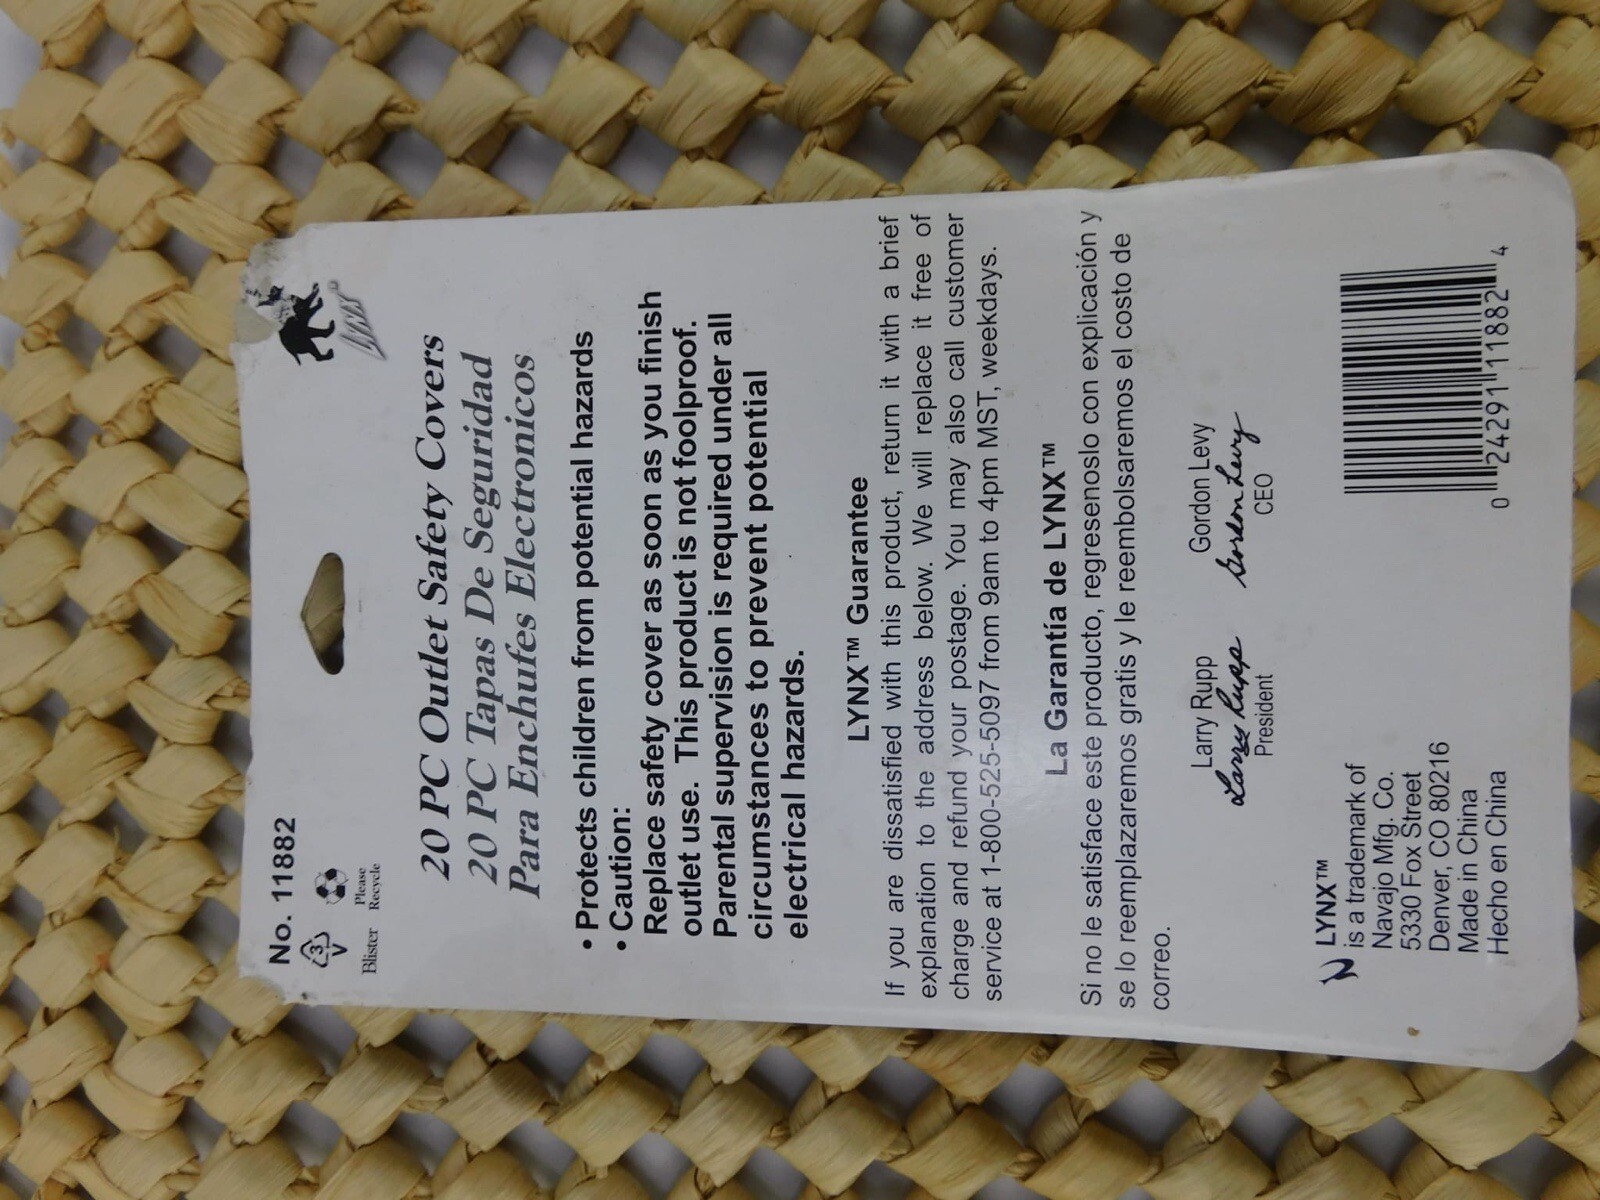 No. 11882
3
V
Blister
Please
Recycle
LYNX®
20 PC Outlet Safety Covers
20 PC Tapas De Seguridad
Para Enchufes Electronicos
• Protects children from potential hazards
• Caution:
Replace safety cover as soon as you finish
outlet use. This product is not foolproof.
Parental supervision is required under all
circumstances to prevent potential
electrical hazards.
LYNX™ Guarantee
If you are dissatisfied with this product, return it with a brief
explanation to the address below. We will replace it free of
charge and refund your postage. You may also call customer
service at 1-800-525-5097 from 9am to 4pm MST, weekdays.
La Garantía de LYNX™
Si no le satisface este producto, regresenoslo con explicación y
se lo reemplazaremos gratis y le reembolsaremos el costo de
correo.
Larry Rupp
Larry Rupp
President
Gordon Levy
Gordon Levy
CEO
LYNX™
is a trademark of
Navajo Mfg. Co.
5330 Fox Street
Denver, CO 80216
Made in China
Hecho en China
0 24291 11882 4